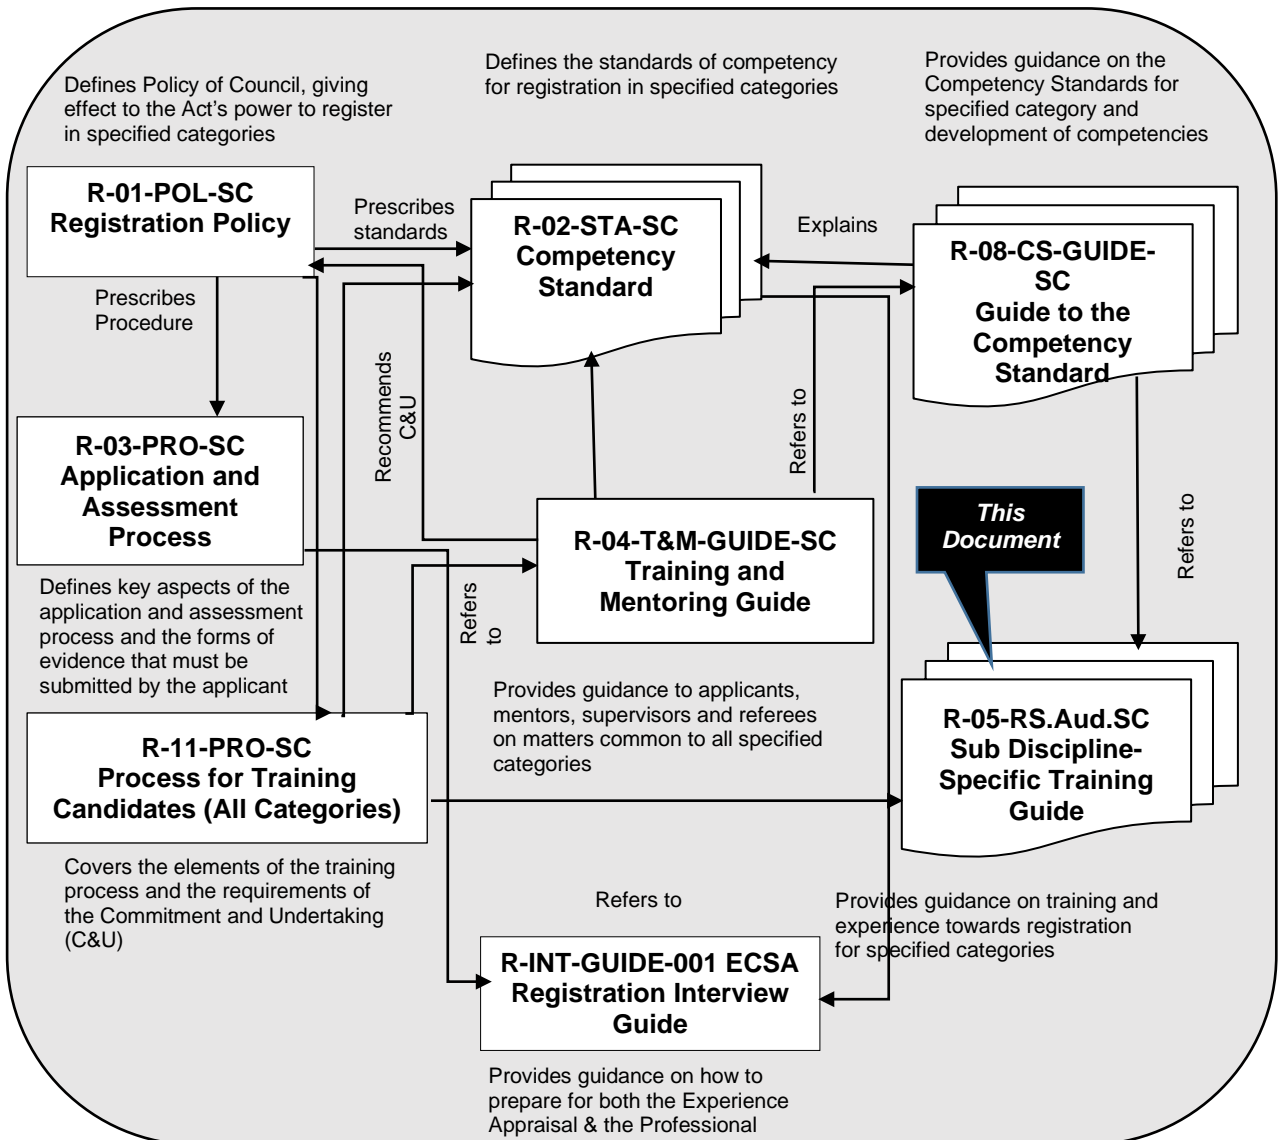 Defines Policy of Council, giving
effect to the Act's power to register
in specified categories
Defines the standards of competency
for registration in specified categories
Provides guidance on the
Competency Standards for
specified category and
development of competencies
R-01-POL-SC
Registration Policy
Prescribes
standards
R-02-STA-SC
Competency
Standard
Explains
R-08-CS-GUIDE-
SC
Guide to the
Competency
Standard
Prescribes
Procedure
Recommends
C&U
Refers to
R-03-PRO-SC
Application and
Assessment
Process
This
Document
Refers to
R-04-T&M-GUIDE-SC
Training and
Mentoring Guide
Defines key aspects of the
application and assessment
process and the forms of
evidence that must be
submitted by the applicant
Refers
to
Provides guidance to applicants,
mentors, supervisors and referees
on matters common to all specified
categories
R-05-RS.Aud.SC
Sub Discipline-
Specific Training
Guide
R-11-PRO-SC
Process for Training
Candidates (All Categories)
Covers the elements of the training
process and the requirements of
the Commitment and Undertaking
(C&U)
Refers to
Provides guidance on training and
experience towards registration
for specified categories
R-INT-GUIDE-001 ECSA
Registration Interview
Guide
Provides guidance on how to
prepare for both the Experience
Appraisal & the Professional